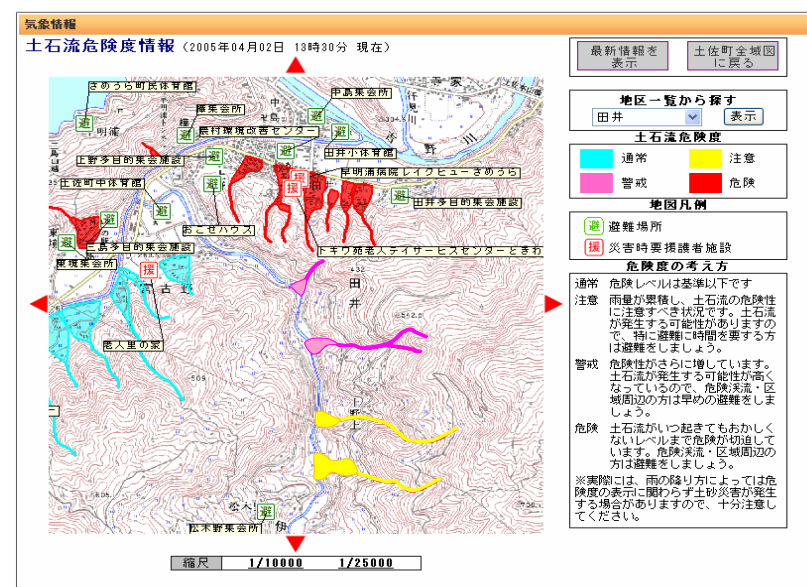 気象情報
土石流危険度情報（2005年04月02日 13時30分 現在）
最新情報を
表示
土佐町全域図
に戻る
地区一覧から探す
田井
表示
土石流危険度
通常
注意
警戒
危険
地図凡例
避 避難場所
援 災害時要援護者施設
危険度の考え方
通常 危険レベルは基準以下です
注意 雨量が累積し、土石流の危険性
に注意すべき状況です。土石流
が発生する可能性がありますの
で、特に避難に時間を要する方
は避難をしましょう。
警戒 危険性がさらに増しています。
土石流が発生する可能性が高く
なっているので、危険渓流・区
域周辺の方は早めの避難をしま
しょう。
危険 土石流がいつ起きてもおかしく
ないレベルまで危険が切迫して
います。危険渓流・区域周辺の
方は避難をしましょう。
※実際には、雨の降り方によっては危
険度の表示に関わらず土砂災害が発生
する場合がありますので、十分注意し
てください。
さめうら町民体育館
中島集会所
樟集会所
農村環境改善センター
田井小体育館
上野多目的集会施設
早明浦病院レイクビューさめうら
土佐町中体育館
田井多目的集会施設
おこぜハウス
三島多目的集会施設
トキワ苑老人デイサービスセンターときわ
東境集会所
老人里の家
松木野集会所
田
井
宮古野
野
川
縮尺 1/10000 1/25000